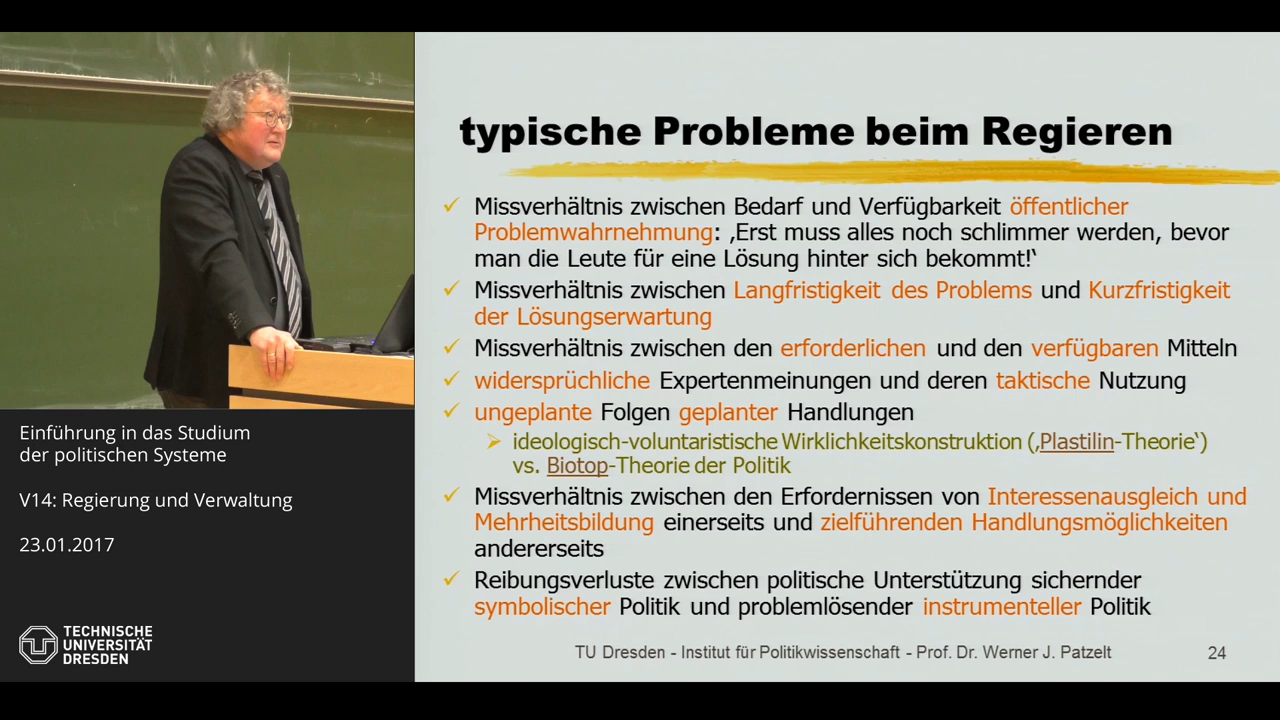 typische Probleme beim Regieren
Missverhältnis zwischen Bedarf und Verfügbarkeit öffentlicher
Problemwahrnehmung: ‚Erst muss alles noch schlimmer werden, bevor
man die Leute für eine Lösung hinter sich bekommt!‘
Missverhältnis zwischen Langfristigkeit des Problems und Kurzfristigkeit
der Lösungserwartung
Missverhältnis zwischen den erforderlichen und den verfügbaren Mitteln
widersprüchliche Expertenmeinungen und deren taktische Nutzung
ungeplante Folgen geplanter Handlungen
ideologisch-voluntaristische Wirklichkeitskonstruktion (‚Plastilin-Theorie‘)
vs. Biotop-Theorie der Politik
Missverhältnis zwischen den Erfordernissen von Interessenausgleich und
Mehrheitsbildung einerseits und zielführenden Handlungsmöglichkeiten
andererseits
Reibungsverluste zwischen politische Unterstützung sichernder
symbolischer Politik und problemlösender instrumenteller Politik
TU Dresden - Institut für Politikwissenschaft - Prof. Dr. Werner J. Patzelt
24
Einführung in das Studium
der politischen Systeme
V14: Regierung und Verwaltung
23.01.2017
TECHNISCHE
UNIVERSITÄT
DRESDEN